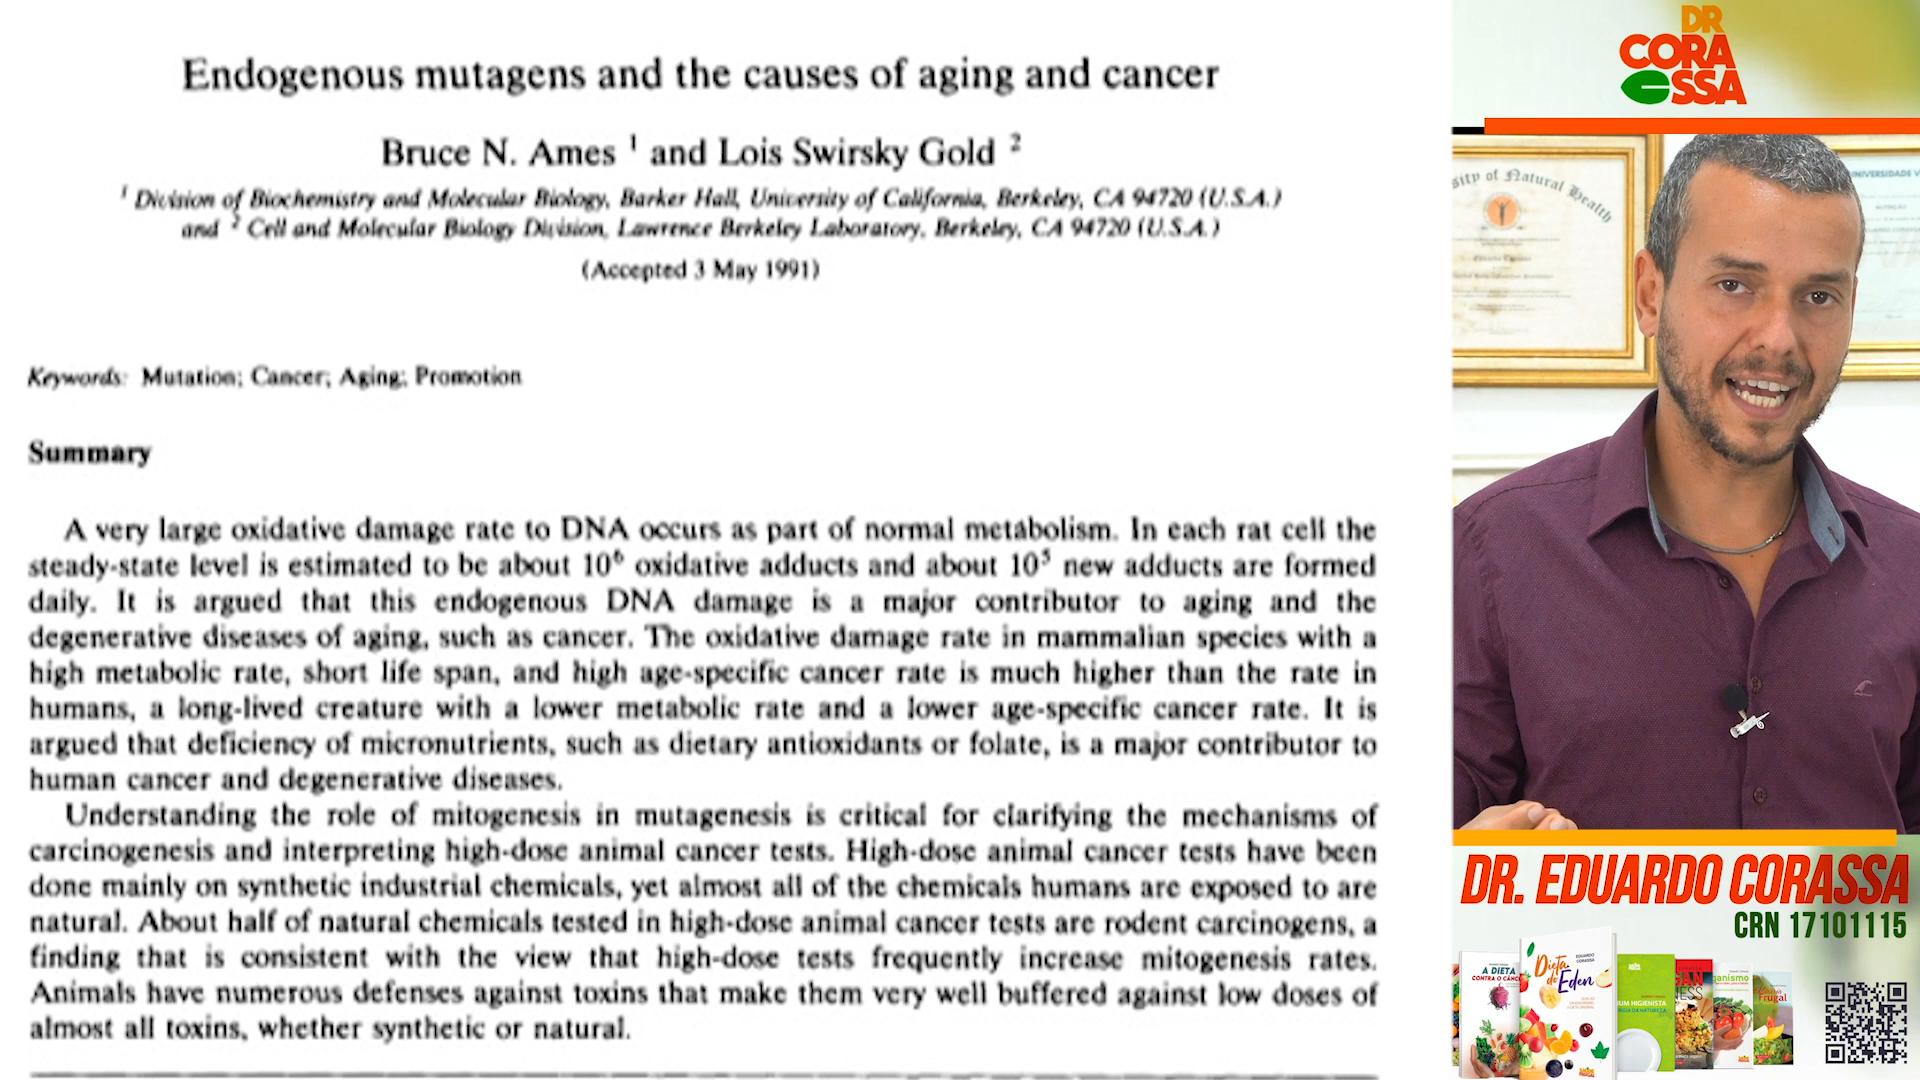 Endogenous mutagens and the causes of aging and cancer
Bruce N. Ames 1 and Lois Swirsky Gold 2
1 Division of Biochemistry and Molecular Biology, Barker Hall, University of California, Berkeley, CA 94720 (U.S.A.)
and 2 Cell and Molecular Biology Division, Lawrence Berkeley Laboratory, Berkeley, CA 94720 (U.S.A.)
(Accepted 3 May 1991)
Keywords: Mutation; Cancer; Aging; Promotion
Summary
A very large oxidative damage rate to DNA occurs as part of normal metabolism. In each rat cell the
steady-state level is estimated to be about 10⁶ oxidative adducts and about 10⁵ new adducts are formed
daily. It is argued that this endogenous DNA damage is a major contributor to aging and the
degenerative diseases of aging, such as cancer. The oxidative damage rate in mammalian species with a
high metabolic rate, short life span, and high age-specific cancer rate is much higher than the rate in
humans, a long-lived creature with a lower metabolic rate and a lower age-specific cancer rate. It is
argued that deficiency of micronutrients, such as dietary antioxidants or folate, is a major contributor to
human cancer and degenerative diseases.
Understanding the role of mitogenesis in mutagenesis is critical for clarifying the mechanisms of
carcinogenesis and interpreting high-dose animal cancer tests. High-dose animal cancer tests have been
done mainly on synthetic industrial chemicals, yet almost all of the chemicals humans are exposed to are
natural. About half of natural chemicals tested in high-dose animal cancer tests are rodent carcinogens, a
finding that is consistent with the view that high-dose tests frequently increase mitogenesis rates.
Animals have numerous defenses against toxins that make them very well buffered against low doses of
almost all toxins, whether synthetic or natural.
DR
CORA
SSA
sity of Natural Health
UNIVERSIDADE
DR. EDUARDO CORASSA
CRN 17101115
A DIETA
CONTRA O CÂNC
Dieta
do Eden
EDUARDO
CORASSA
UM HIGIENISTA
Frugal